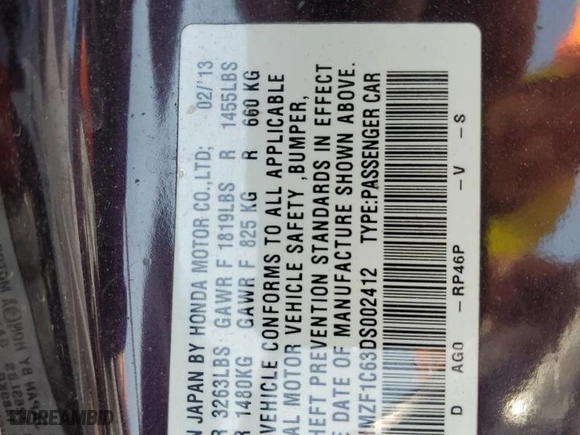 JAPAN BY HONDA MOTOR CO.,LTD; 02/'13
3263LBS GAWR F 1819LBS R 1455LBS
1480KG GAWR F 825 KG R 660 KG
VEHICLE CONFORMS TO ALL APPLICABLE
MOTOR VEHICLE SAFETY ,BUMPER,
PREVENTION STANDARDS IN EFFECT
DATE OF MANUFACTURE SHOWN ABOVE.
MZF1C63DS002412 TYPE:PASSENGER CAR
D AG0 -RP46P -V -S
DREAMBID